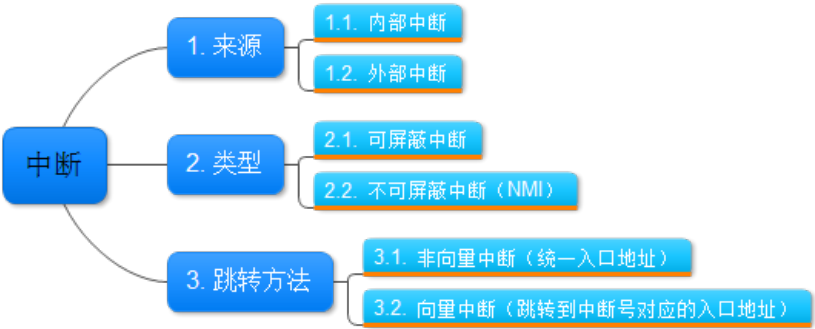 中断
1. 来源
1.1. 内部中断
1.2. 外部中断
2. 类型
2.1. 可屏蔽中断
2.2. 不可屏蔽中断（NMI）
3. 跳转方法
3.1. 非向量中断（统一入口地址）
3.2. 向量中断（跳转到中断号对应的入口地址）